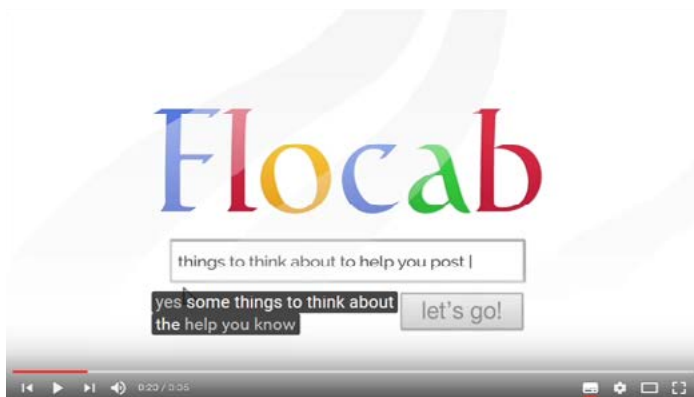 Flocab
things to think about to help you post |
yes some things to think about
the help you know
let's go!
0:20 / 3:35